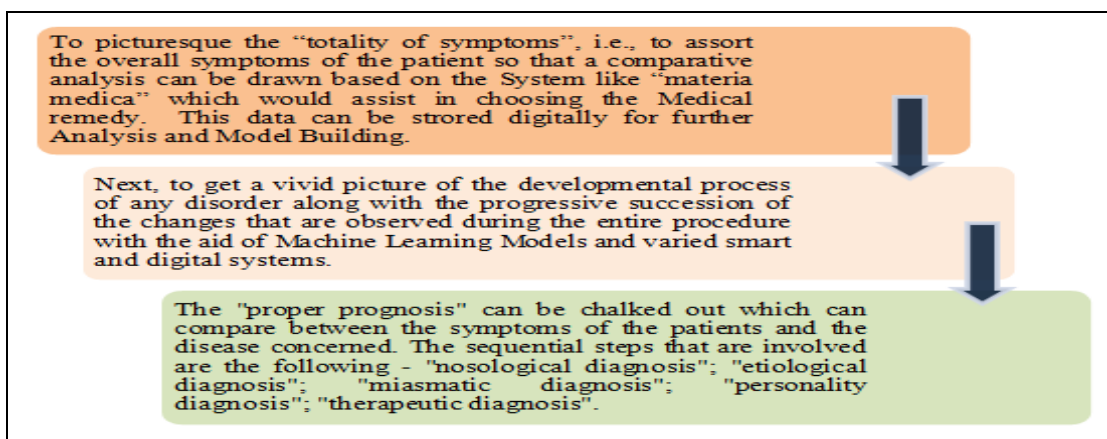 To picturesque the “totality of symptoms”, i.e., to assort
the overall symptoms of the patient so that a comparative
analysis can be drawn based on the System like “materia
medica” which would assist in choosing the Medical
remedy. This data can be strored digitally for further
Analysis and Model Building.
Next, to get a vivid picture of the developmental process
of any disorder along with the progressive succession of
the changes that are observed during the entire procedure
with the aid of Machine Learning Models and varied smart
and digital systems.
The "proper prognosis" can be chalked out which can
compare between the symptoms of the patients and the
disease concerned. The sequential steps that are involved
are the following - "nosological diagnosis"; "etiological
diagnosis"; "miasmatic diagnosis"; "personality
diagnosis"; "therapeutic diagnosis".